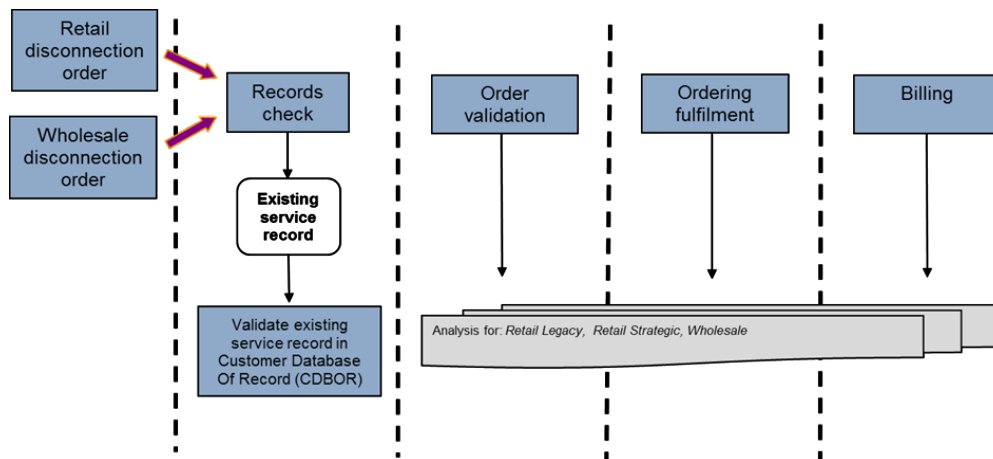 Retail
disconnection
order
Wholesale
disconnection
order
Records
check
Existing
service
record
Validate existing
service record in
Customer Database
Of Record (CDBOR)
Order
validation
Ordering
fulfilment
Billing
Analysis for: Retail Legacy, Retail Strategic, Wholesale